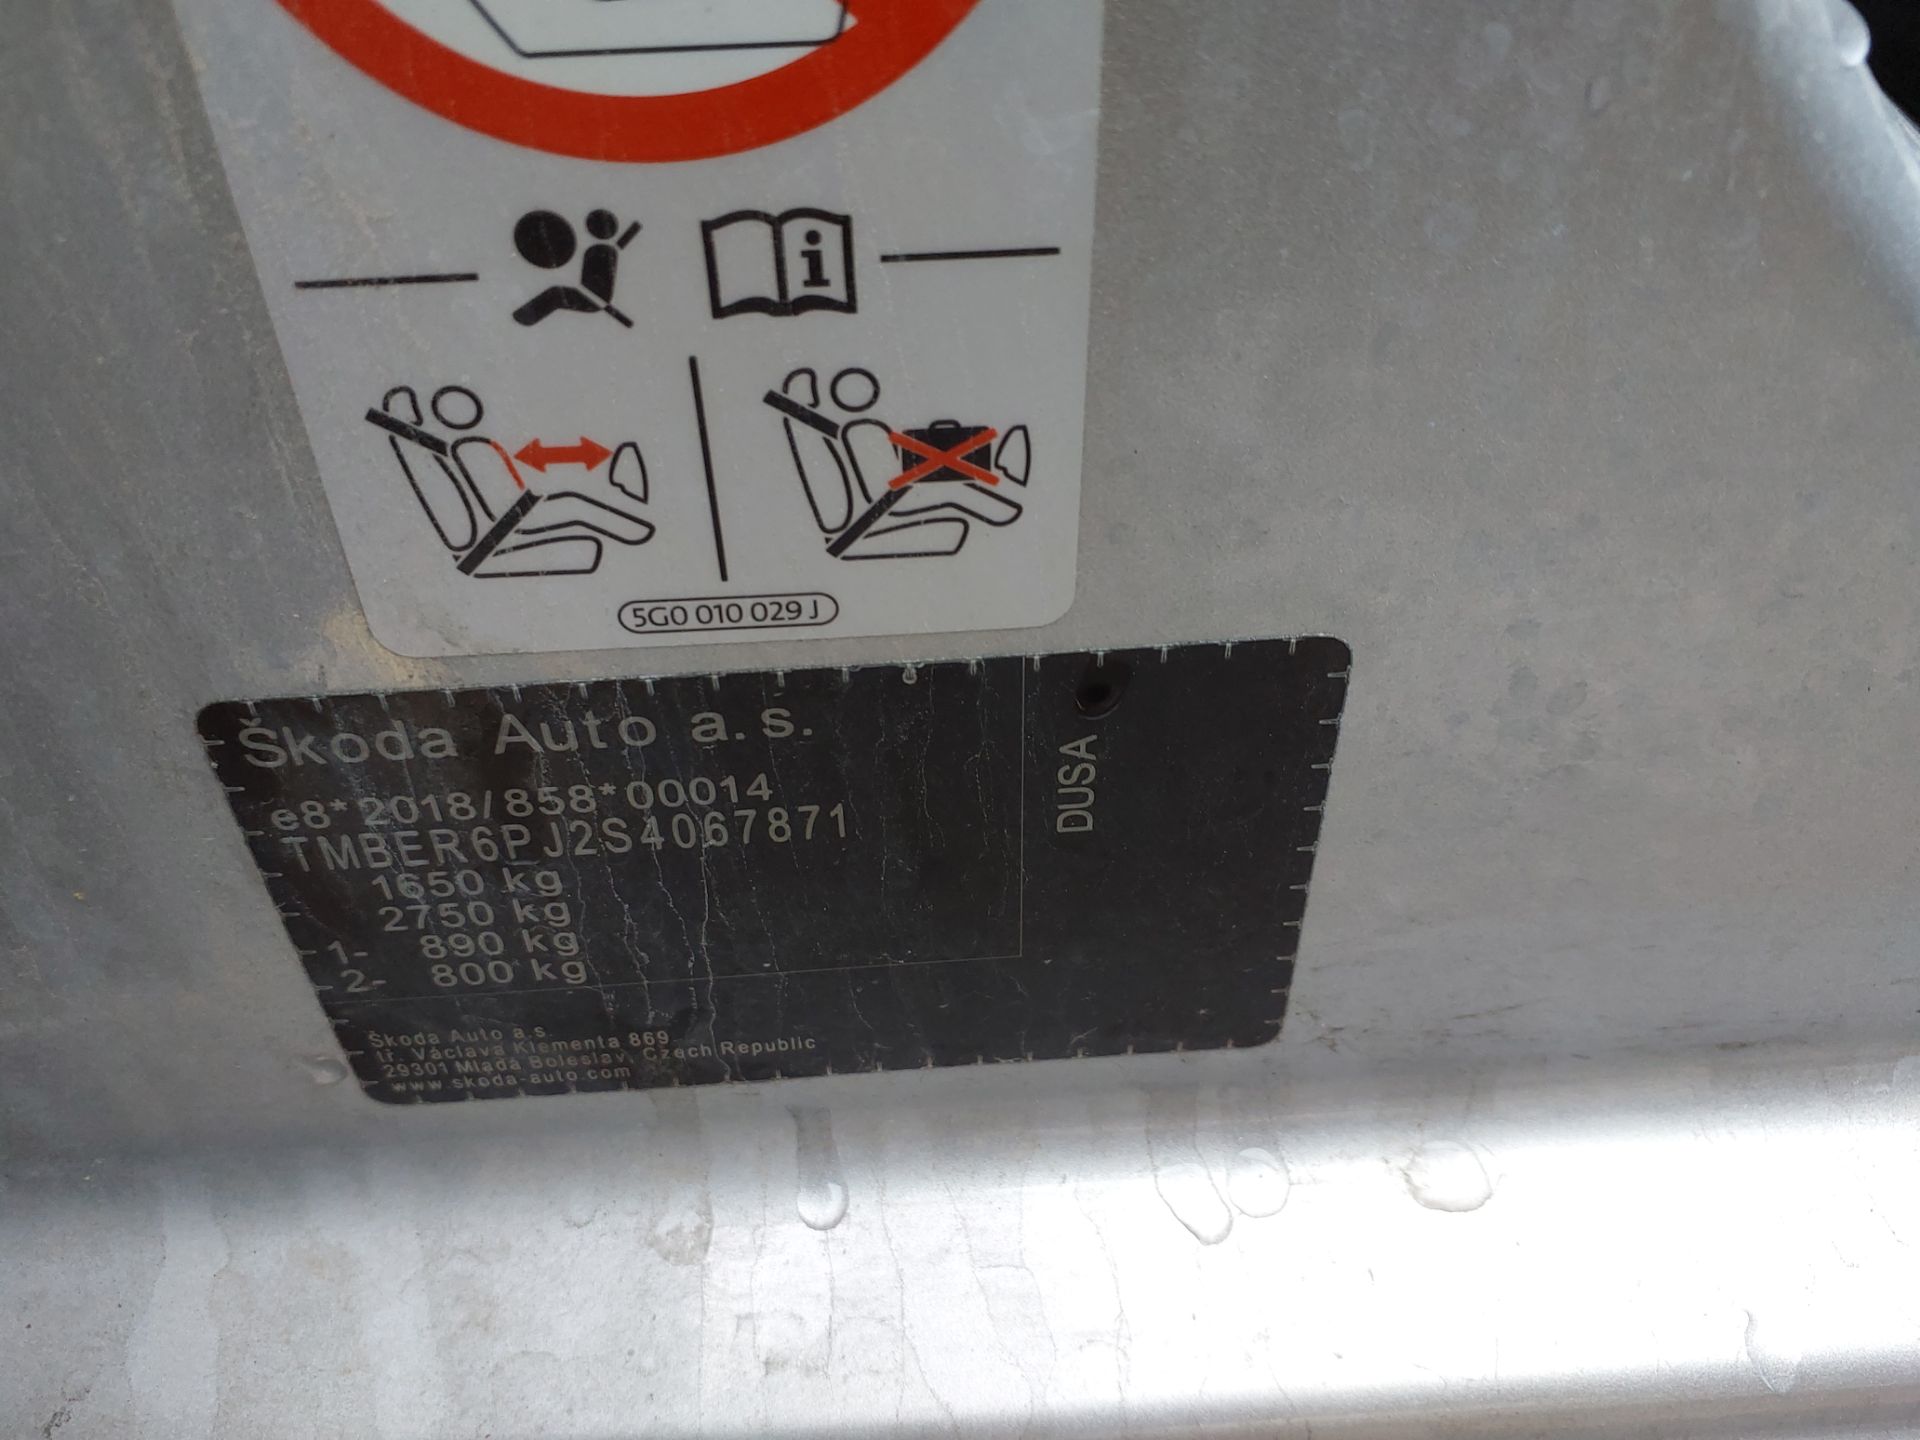 i
5G0 010 029 J
Škoda Auto a.s.
e8*2018/858*00014
TMBER6PJ2S4067871
1650 kg
2750 kg
1- 890 kg
2- 800 kg
DUSA
Škoda Auto a.s.
tř. Václava Klementa 869
29301 Mladá Boleslav, Czech Republic
www.skoda-auto.com